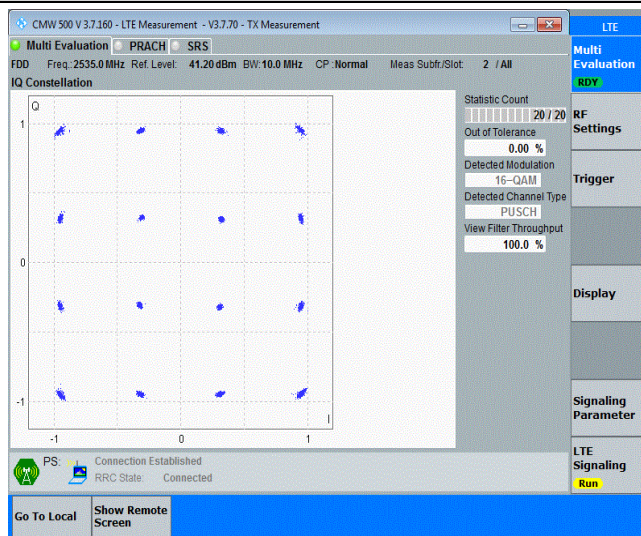 CMW 500 V 3.7.160 - LTE Measurement - V3.7.70 - TX Measurement
LTE
Multi Evaluation PRACH SRS
FDD Freq.: 2535.0 MHz Ref. Level: 41.20 dBm BW: 10.0 MHz CP : Normal Meas Subfr./Slot: 2 / All
IQ Constellation
Q
1
0
-1
-1 0 1
I
Statistic Count
20 / 20
Out of Tolerance
0.00 %
Detected Modulation
16-QAM
Detected Channel Type
PUSCH
View Filter Throughput
100.0 %
Multi
Evaluation
RDY
RF
Settings
Trigger
Display
Signaling
Parameter
LTE
Signaling
Run
PS: Connection Established
RRC State: Connected
Go To Local
Show Remote
Screen